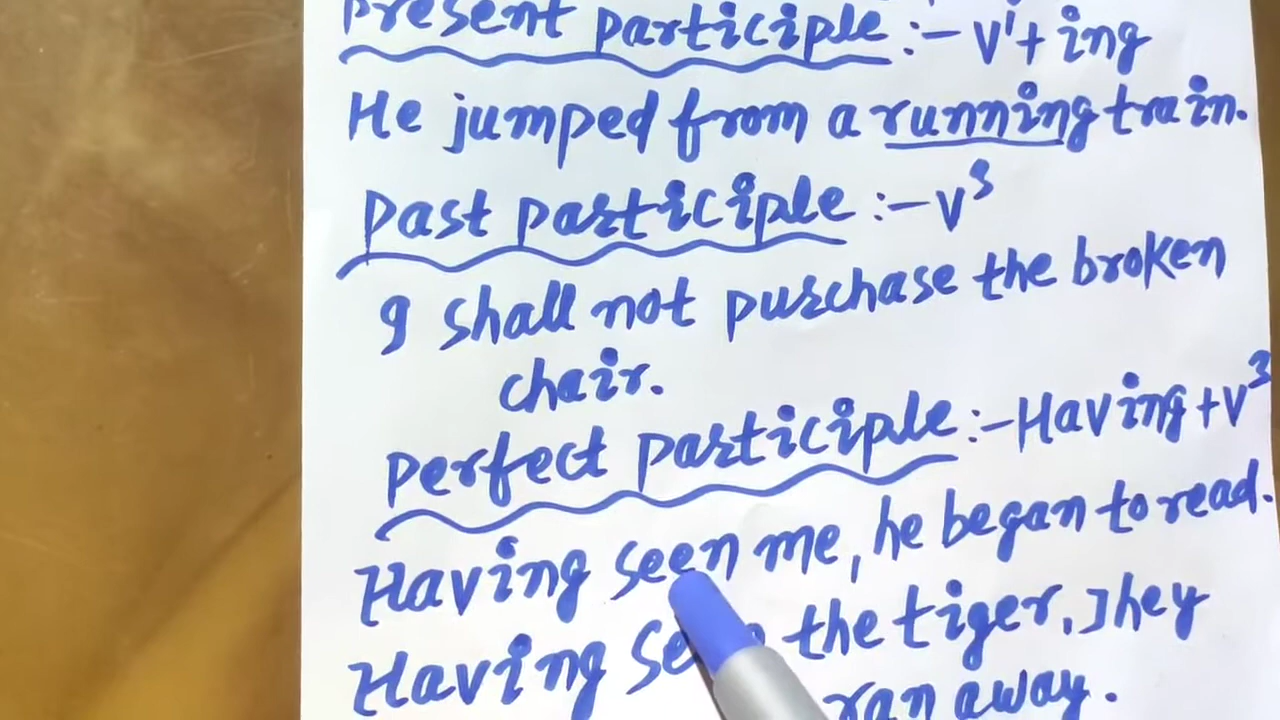 Present participle :- V¹+ ing
He jumped from a running train.
Past participle :- V³
I shall not purchase the broken
chair.
Perfect participle :- Having + V³
Having seen me, he began to read.
Having the tiger, They
ran away.